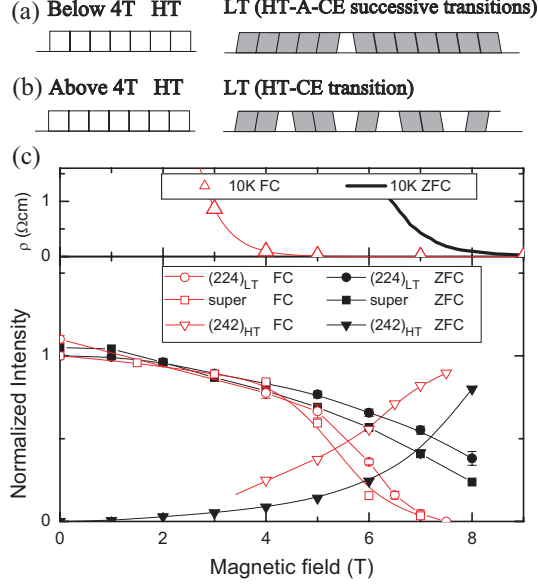 (a) Below 4T HT LT (HT-A-CE successive transitions)
(b) Above 4T HT LT (HT-CE transition)
(c)
ρ (Ωcm)
1
0
10K FC 10K ZFC
(224)LT FC (224)LT ZFC
super FC super ZFC
(242)HT FC (242)HT ZFC
Normalized Intensity
1
0
0 2 4 6 8
Magnetic field (T)